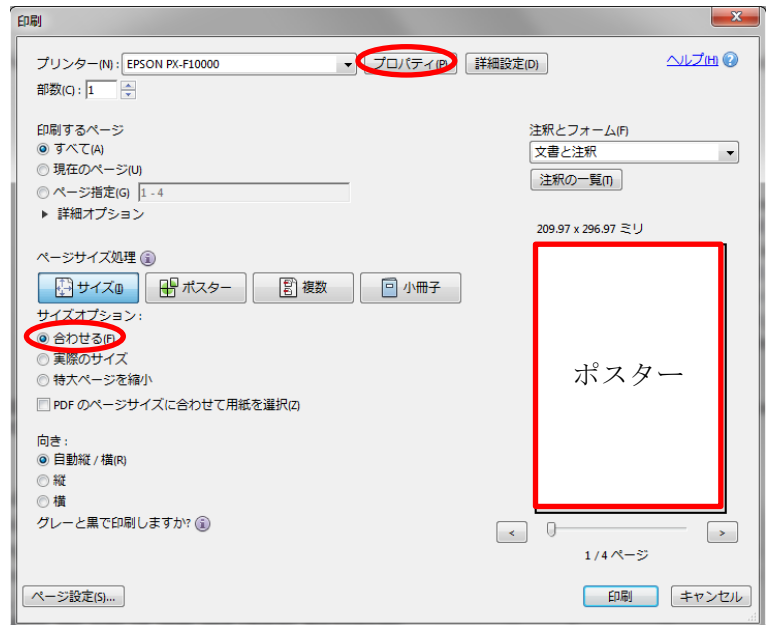 印刷
プリンター(N): EPSON PX-F10000 プロパティ(P) 詳細設定(D) ヘルプ(H)
部数(C): 1
印刷するページ
すべて(A)
現在のページ(U)
ページ指定(G) 1 - 4
詳細オプション
注釈とフォーム(F)
文書と注釈
注釈の一覧(T)
209.97 x 296.97 ミリ
ページサイズ処理
サイズ(I) ポスター 複数 小冊子
サイズオプション:
合わせる(F)
実際のサイズ
特大ページを縮小
PDF のページサイズに合わせて用紙を選択(Z)
ポスター
向き:
自動縦 / 横(R)
縦
横
グレーと黒で印刷しますか?
< >
1 / 4 ページ
ページ設定(S)... 印刷 キャンセル